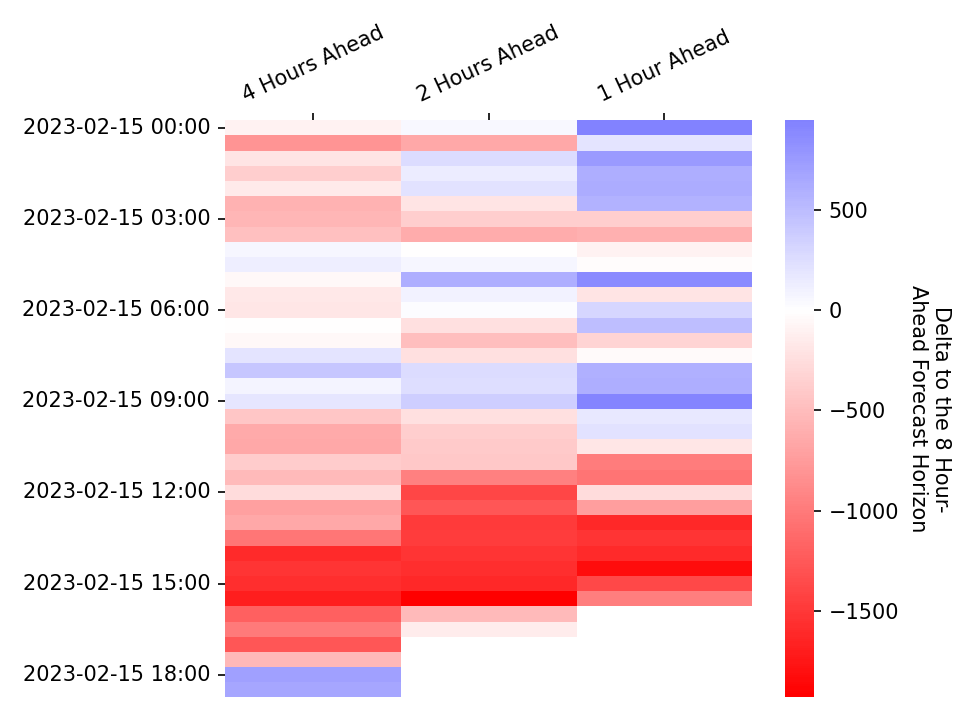 4 Hours Ahead
2 Hours Ahead
1 Hour Ahead
2023-02-15 00:00
2023-02-15 03:00
2023-02-15 06:00
2023-02-15 09:00
2023-02-15 12:00
2023-02-15 15:00
2023-02-15 18:00
500
0
−500
−1000
−1500
Delta to the 8 Hour-
Ahead Forecast Horizon